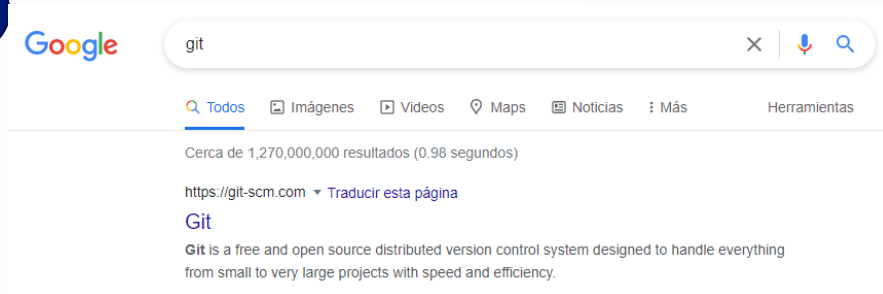 Google git
Todos Imágenes Videos Maps Noticias Más Herramientas
Cerca de 1,270,000,000 resultados (0.98 segundos)
https://git-scm.com Traducir esta página
Git
Git is a free and open source distributed version control system designed to handle everything
from small to very large projects with speed and efficiency.